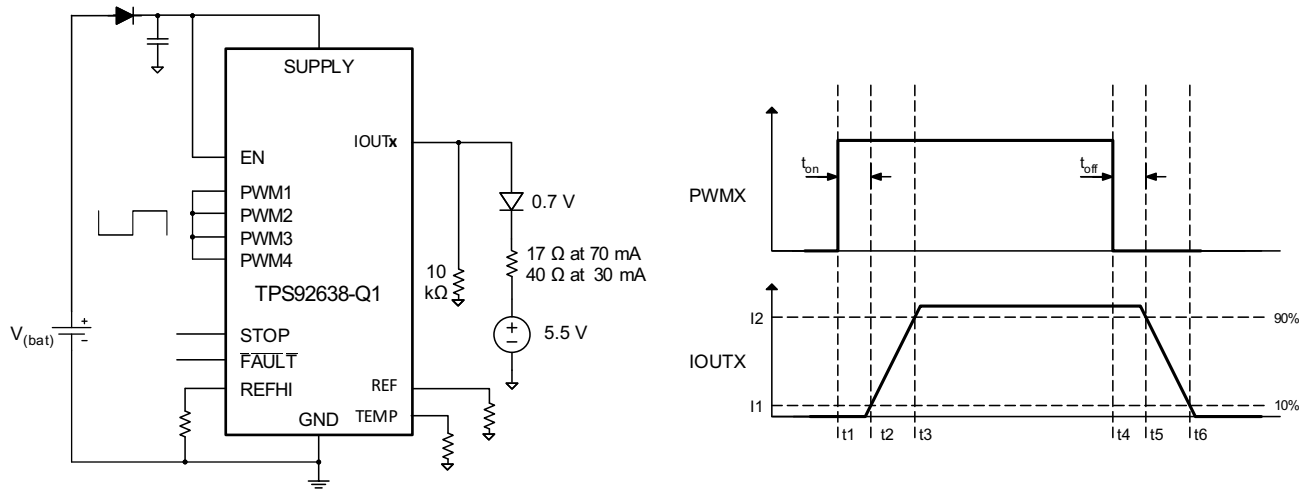 SUPPLY
IOUTx
EN
PWM1
PWM2
PWM3
PWM4
TPS92638-Q1
STOP
FAULT
REFHI
REF
GND
TEMP
V(bat)
+
-
0.7 V
17 Ω at 70 mA
40 Ω at 30 mA
10
kΩ
+
-
5.5 V
PWMX
ton
toff
IOUTX
I2
90%
I1
10%
t1
t2
t3
t4
t5
t6